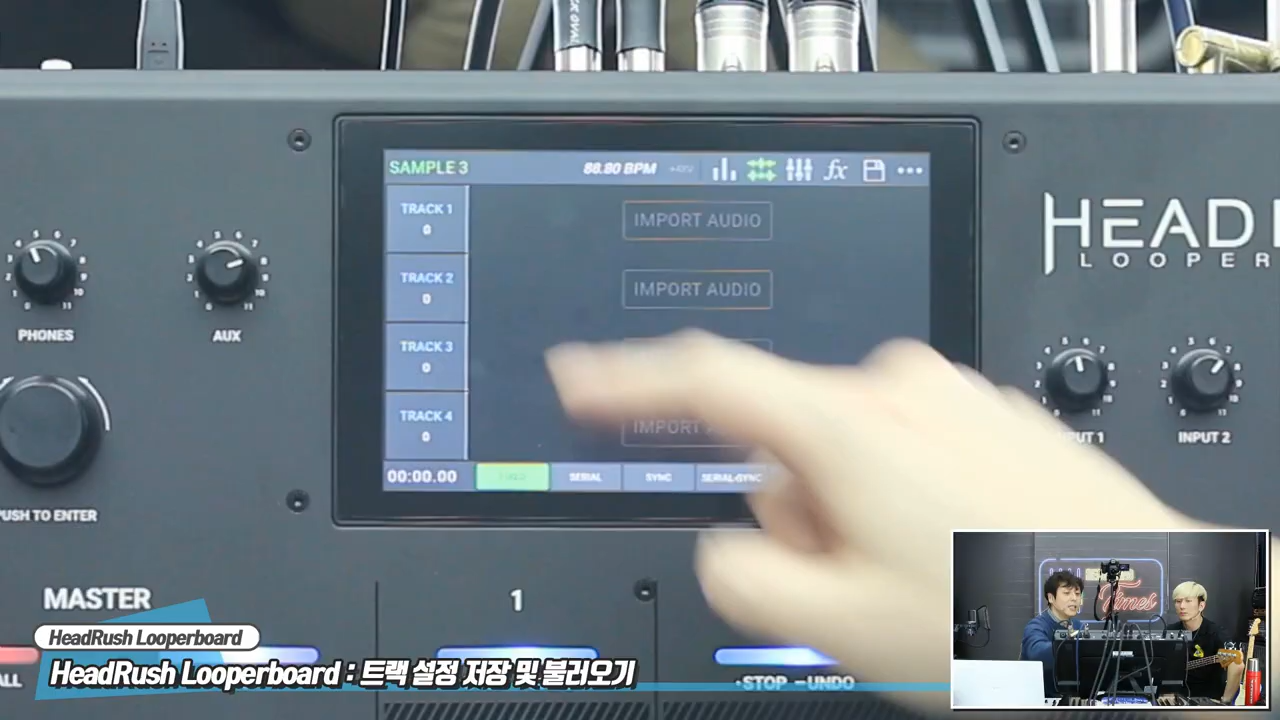 SAMPLE 3
88.80 BPM
fx
TRACK 1
0
IMPORT AUDIO
TRACK 2
0
IMPORT AUDIO
TRACK 3
0
TRACK 4
0
IMPORT
00:00.00
SERIAL
SYNC
SERIAL-SYNC
HEAD
LOOPER
PHONES
AUX
PUSH TO ENTER
INPUT 1
INPUT 2
MASTER
1
STOP
UNDO
Times
HeadRush Looperboard
HeadRush Looperboard : 트랙 설정 저장 및 불러오기